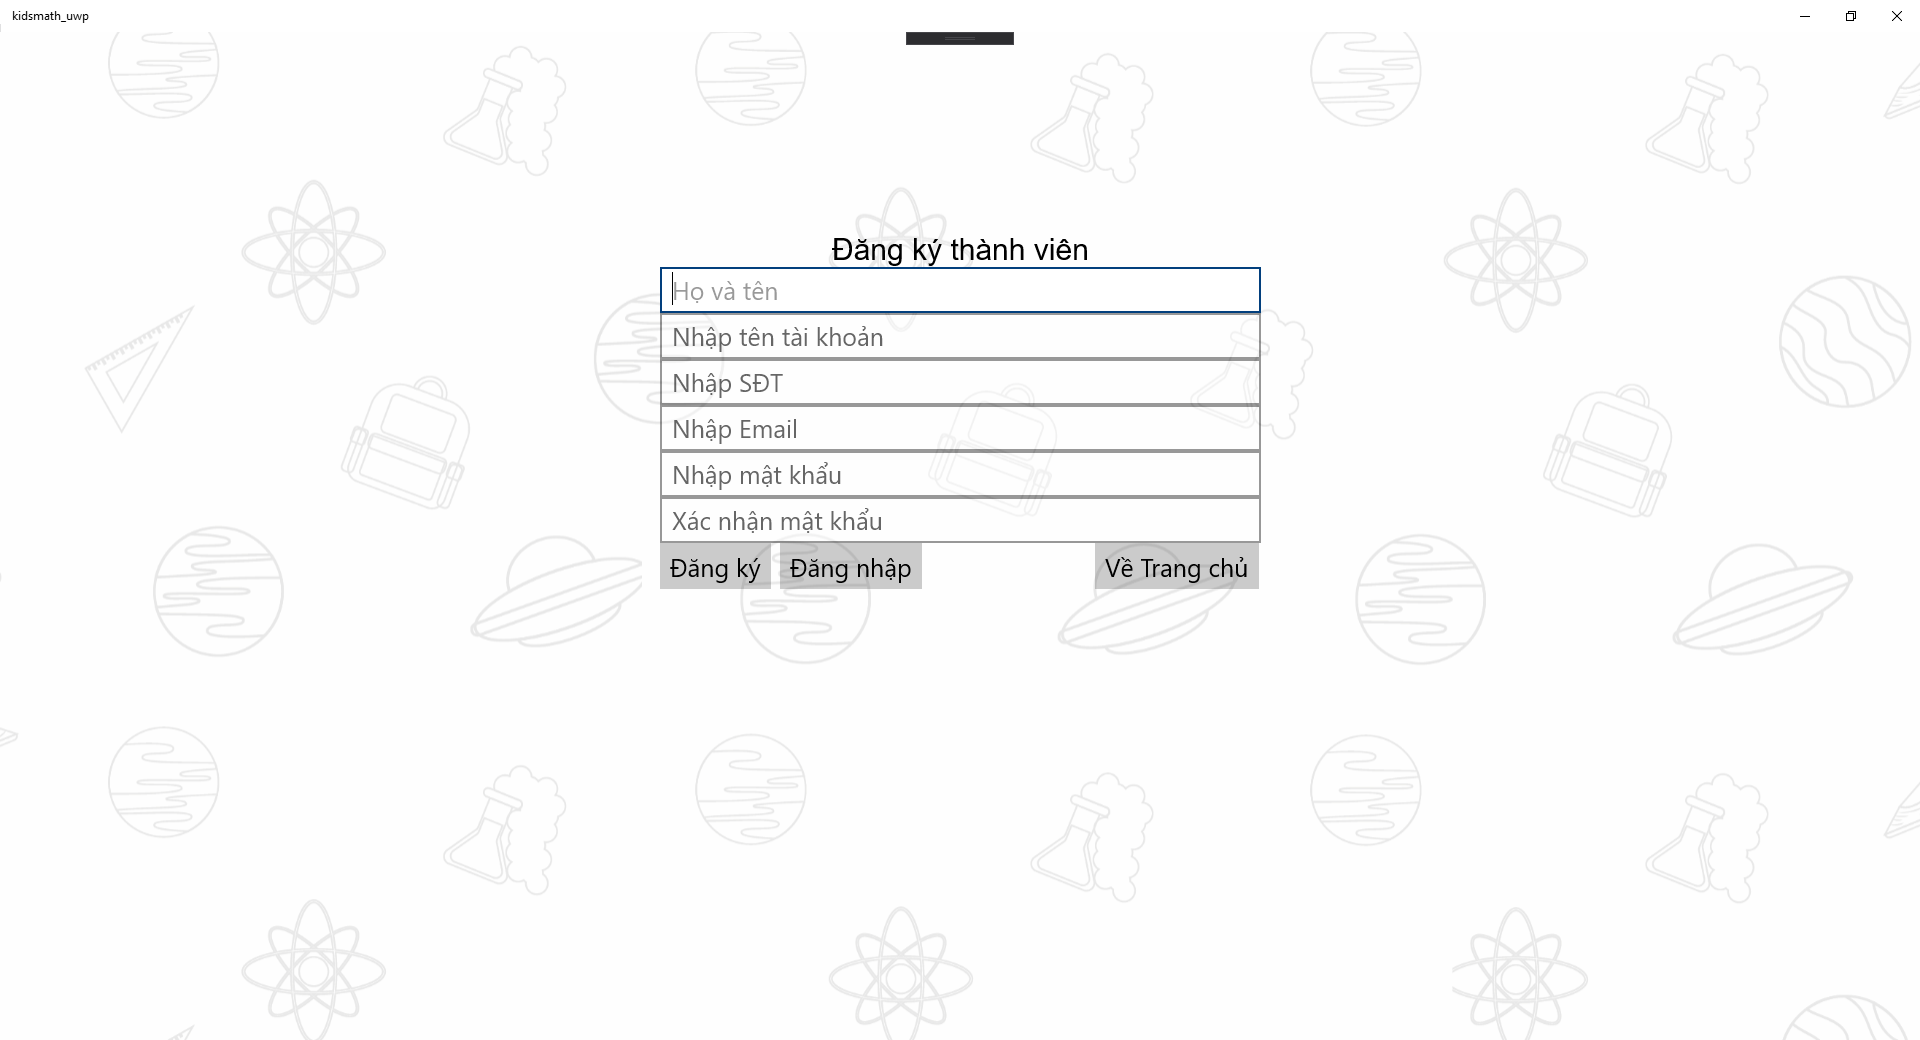 kidsmath_uwp
Đăng ký thành viên
Họ và tên
Nhập tên tài khoản
Nhập SĐT
Nhập Email
Nhập mật khẩu
Xác nhận mật khẩu
Đăng ký Đăng nhập Về Trang chủ